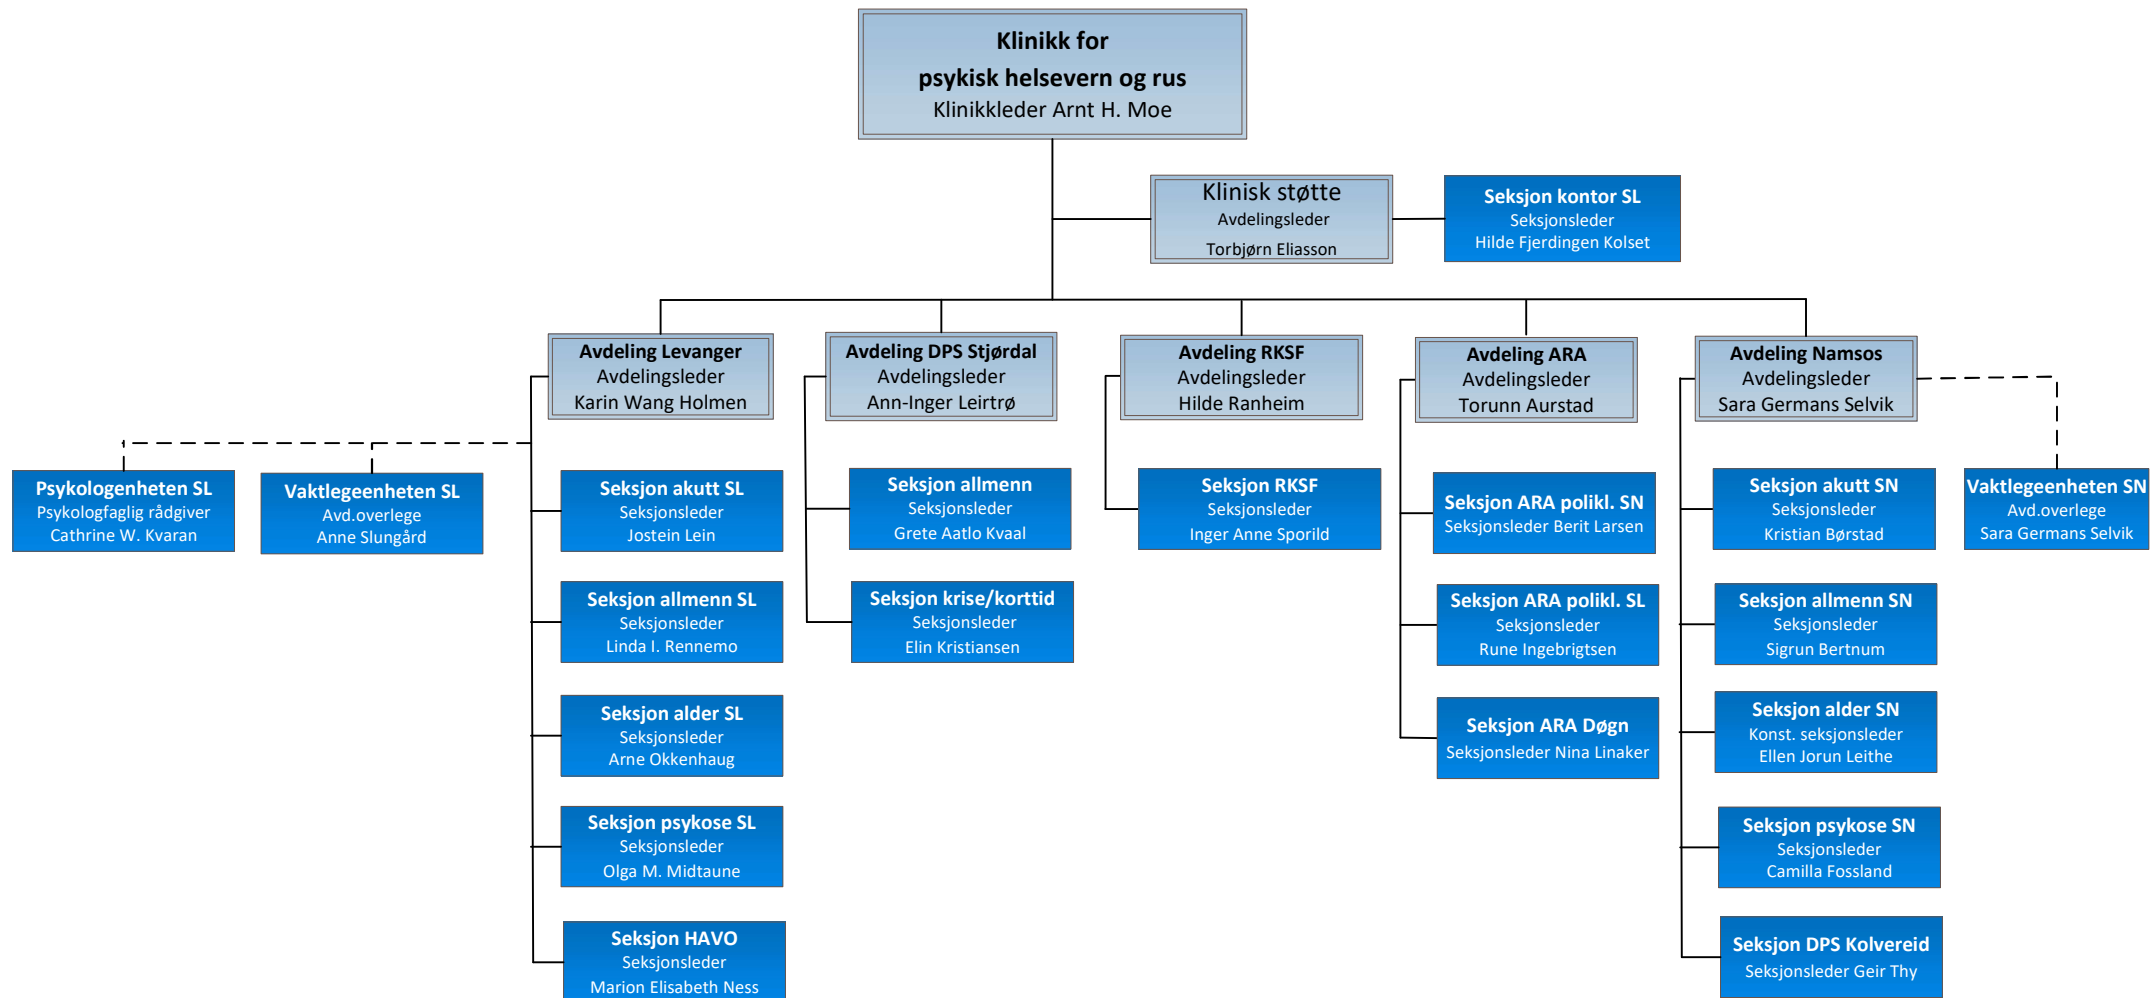 Klinikk for
psykisk helsevern og rus
Klinikkleder Arnt H. Moe
Klinisk støtte
Avdelingsleder
Torbjørn Eliasson
Seksjon kontor SL
Seksjonsleder
Hilde Fjerdingen Kolset
Avdeling Levanger
Avdelingsleder
Karin Wang Holmen
Avdeling DPS Stjørdal
Avdelingsleder
Ann-Inger Leirtrø
Avdeling RKSF
Avdelingsleder
Hilde Ranheim
Avdeling ARA
Avdelingsleder
Torunn Aurstad
Avdeling Namsos
Avdelingsleder
Sara Germans Selvik
Psykologenheten SL
Psykologfaglig rådgiver
Cathrine W. Kvaran
Vaktlegeenheten SL
Avd.overlege
Anne Slungård
Seksjon akutt SL
Seksjonsleder
Jostein Lein
Seksjon allmenn SL
Seksjonsleder
Linda I. Rennemo
Seksjon alder SL
Seksjonsleder
Arne Okkenhaug
Seksjon psykose SL
Seksjonsleder
Olga M. Midtaune
Seksjon HAVO
Seksjonsleder
Marion Elisabeth Ness
Seksjon allmenn
Seksjonsleder
Grete Aatlo Kvaal
Seksjon krise/korttid
Seksjonsleder
Elin Kristiansen
Seksjon RKSF
Seksjonsleder
Inger Anne Sporild
Seksjon ARA polikl. SN
Seksjonsleder Berit Larsen
Seksjon ARA polikl. SL
Seksjonsleder
Rune Ingebrigtsen
Seksjon ARA Døgn
Seksjonsleder Nina Linaker
Seksjon akutt SN
Seksjonsleder
Kristian Børstad
Seksjon allmenn SN
Seksjonsleder
Sigrun Bertnum
Seksjon alder SN
Konst. seksjonsleder
Ellen Jorun Leithe
Seksjon psykose SN
Seksjonsleder
Camilla Fossland
Seksjon DPS Kolvereid
Seksjonsleder Geir Thy
Vaktlegeenheten SN
Avd.overlege
Sara Germans Selvik